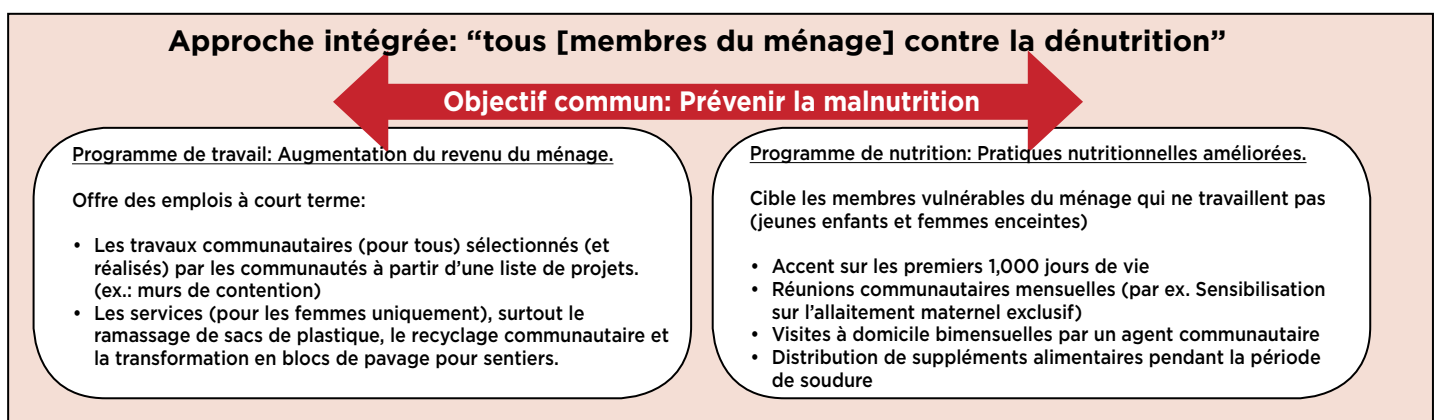 Approche intégrée: “tous [membres du ménage] contre la dénutrition”
Objectif commun: Prévenir la malnutrition
Programme de travail: Augmentation du revenu du ménage.
Offre des emplois à court terme:
• Les travaux communautaires (pour tous) sélectionnés (et
réalisés) par les communautés à partir d’une liste de projets.
(ex.: murs de contention)
• Les services (pour les femmes uniquement), surtout le
ramassage de sacs de plastique, le recyclage communautaire et
la transformation en blocs de pavage pour sentiers.
Programme de nutrition: Pratiques nutritionnelles améliorées.
Cible les membres vulnérables du ménage qui ne travaillent pas
(jeunes enfants et femmes enceintes)
• Accent sur les premiers 1,000 jours de vie
• Réunions communautaires mensuelles (par ex. Sensibilisation
sur l’allaitement maternel exclusif)
• Visites à domicile bimensuelles par un agent communautaire
• Distribution de suppléments alimentaires pendant la période
de soudure